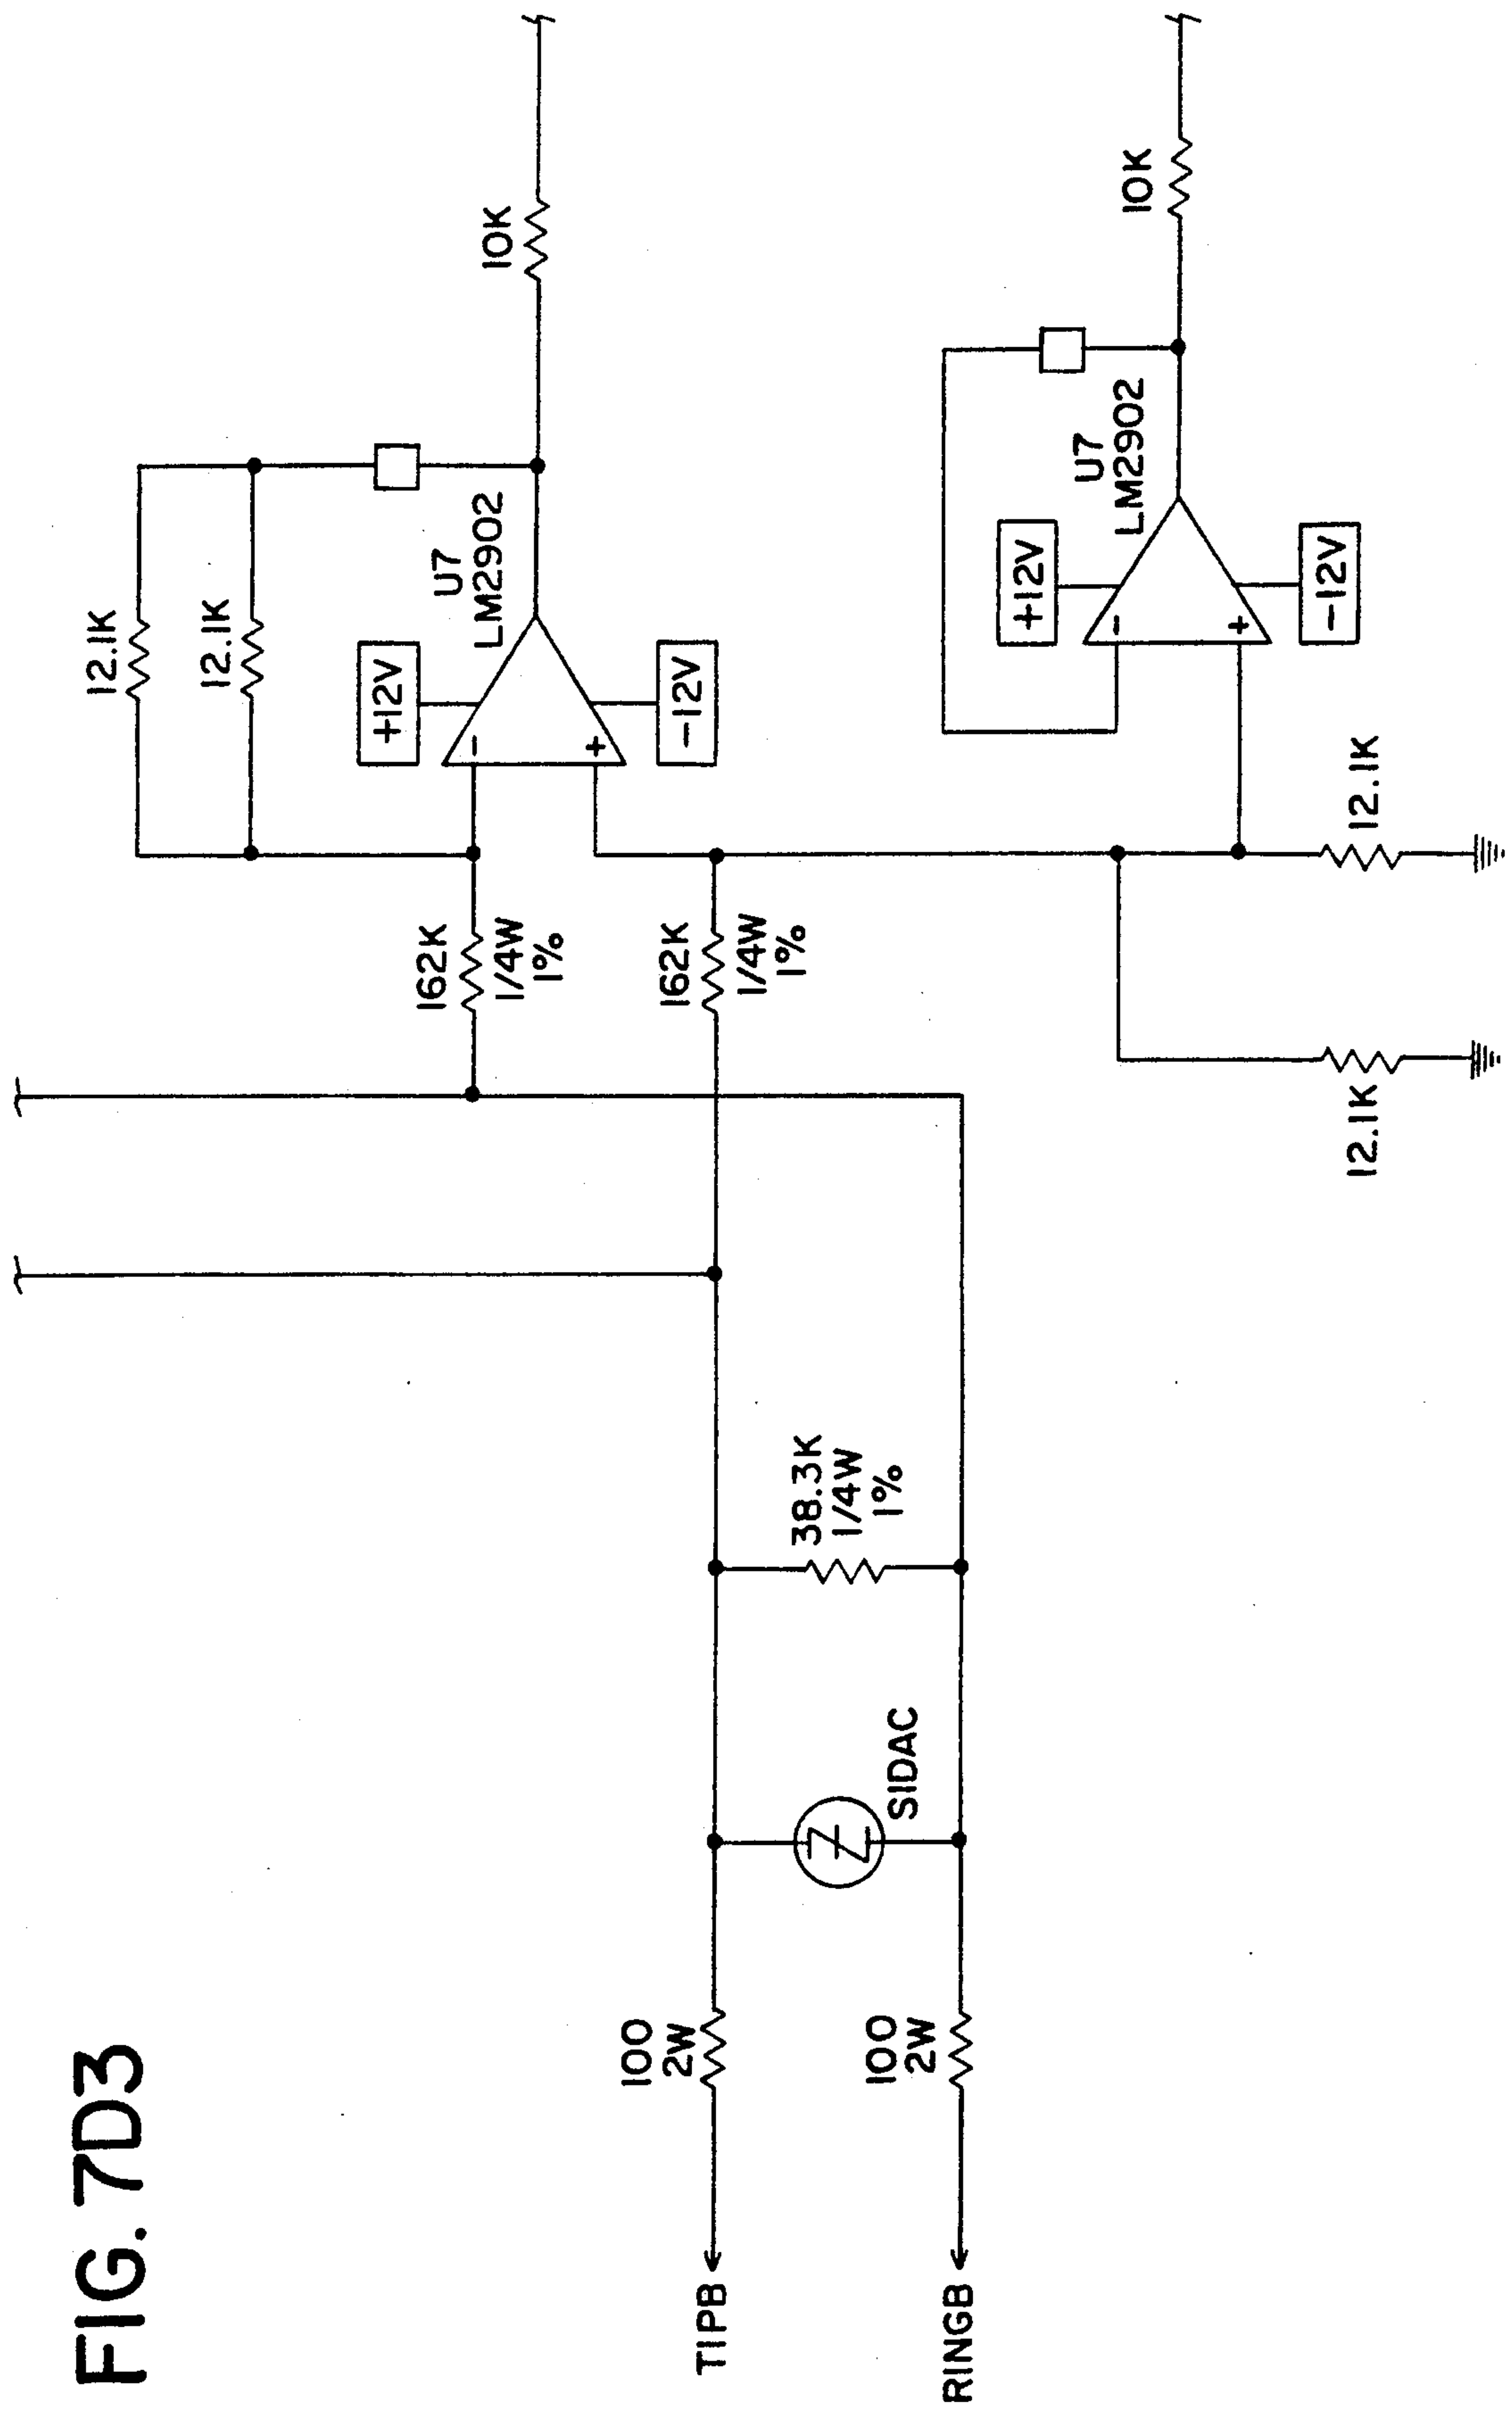 FIG. 7D3
12.1K
12.1K
+12V
U7
LM2902
-12V
10K
162K
1/4W
1%
162K
1/4W
1%
+12V
U7
LM2902
-12V
10K
12.1K
12.1K
38.3K
1/4W
1%
SIDAC
100
2W
100
2W
TIPB
RINGB
-
+
-
+